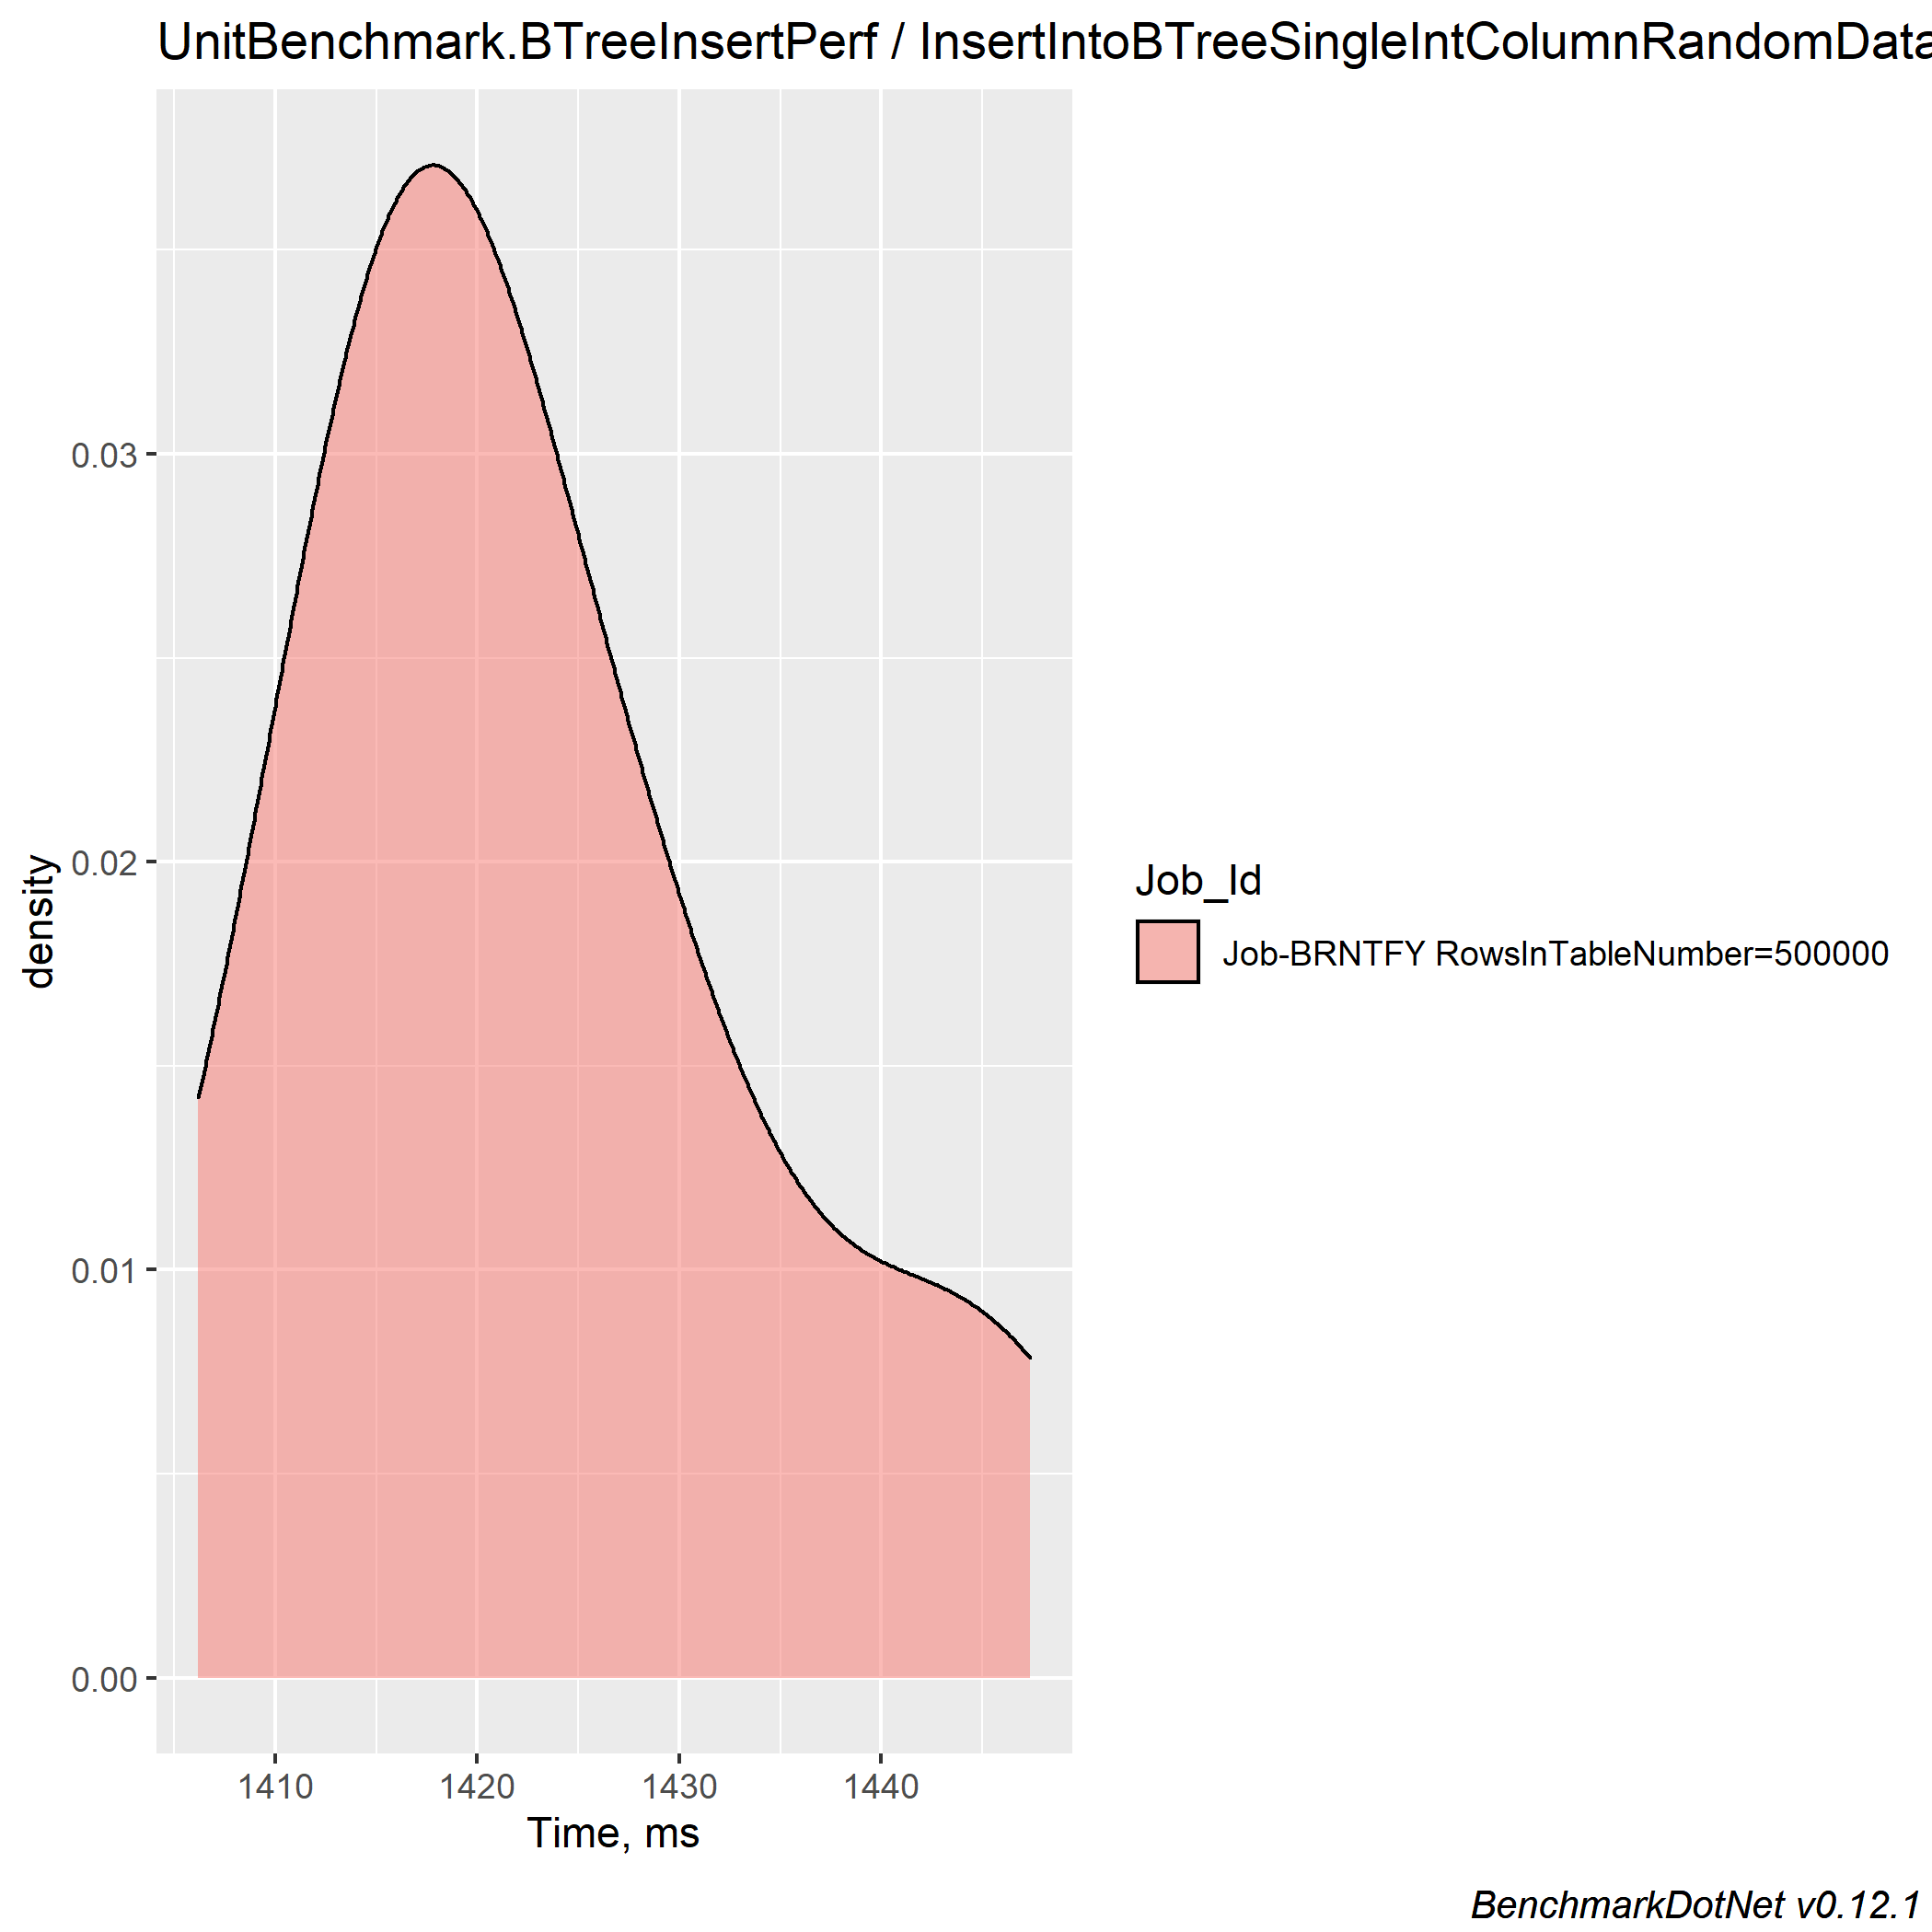 UnitBenchmark.BTreeInsertPerf / InsertIntoBTreeSingleIntColumnRandomData
0.03
0.02
0.01
0.00
density
1410 1420 1430 1440
Time, ms
Job_Id
Job-BRNTFY RowsInTableNumber=500000
BenchmarkDotNet v0.12.1